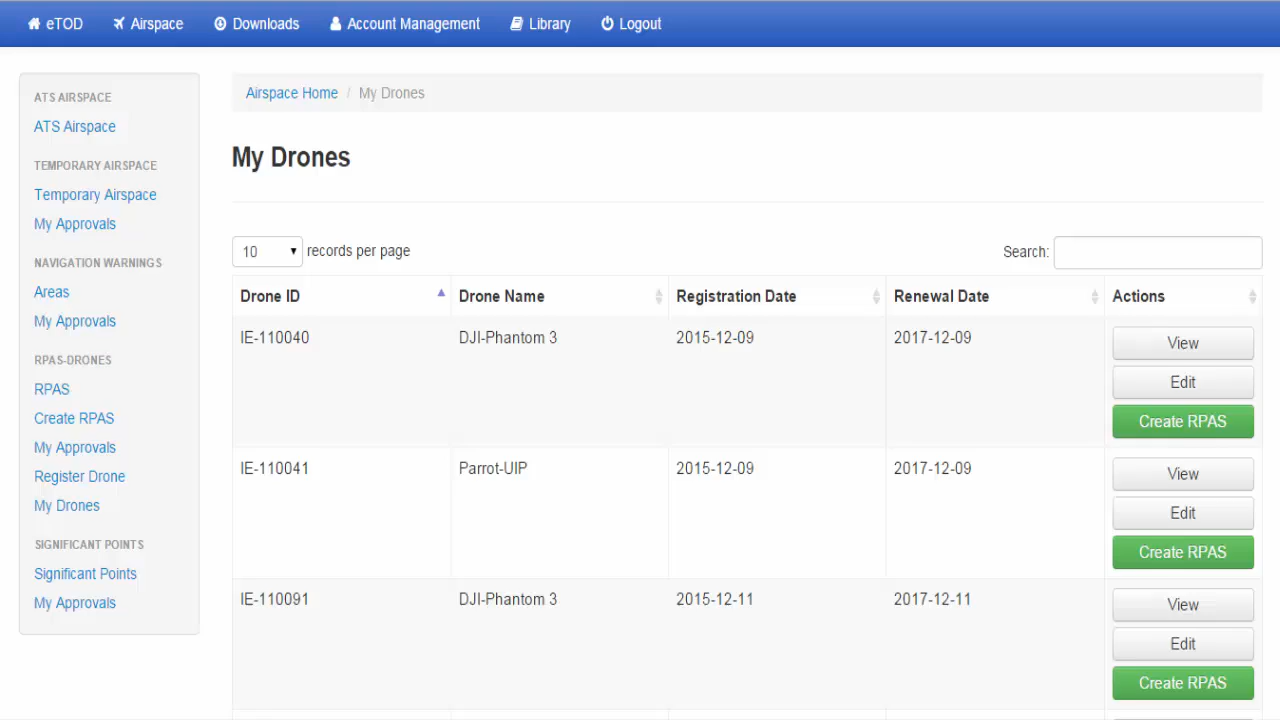 eTOD Airspace Downloads Account Management Library Logout
ATS AIRSPACE
ATS Airspace
TEMPORARY AIRSPACE
Temporary Airspace
My Approvals
NAVIGATION WARNINGS
Areas
My Approvals
RPAS-DRONES
RPAS
Create RPAS
My Approvals
Register Drone
My Drones
SIGNIFICANT POINTS
Significant Points
My Approvals
Airspace Home / My Drones
My Drones
10 records per page Search:
Drone ID Drone Name Registration Date Renewal Date Actions
IE-110040 DJI-Phantom 3 2015-12-09 2017-12-09 View
Edit
Create RPAS
IE-110041 Parrot-UIP 2015-12-09 2017-12-09 View
Edit
Create RPAS
IE-110091 DJI-Phantom 3 2015-12-11 2017-12-11 View
Edit
Create RPAS